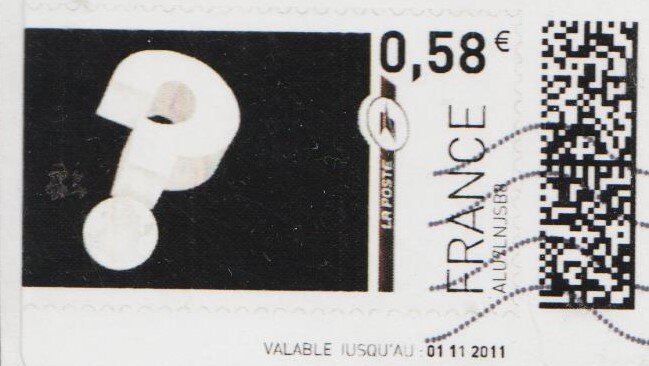 0,58 €
FRANCE
LA POSTE
VALABLE JUSQU'AU : 01 11 2011